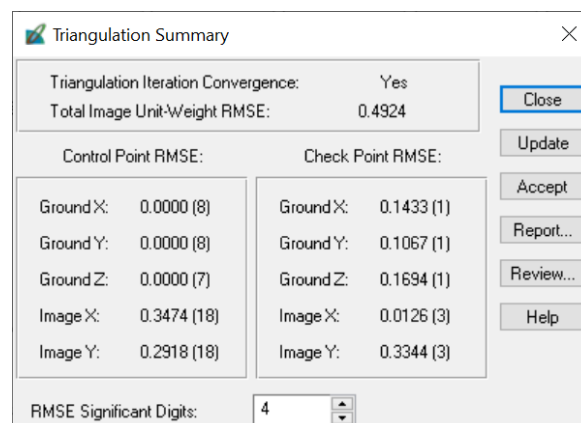 Triangulation Summary
Triangulation Iteration Convergence: Yes
Total Image Unit-Weight RMSE: 0.4924
Close
Update
Accept
Report...
Review...
Help
Control Point RMSE:
Ground X: 0.0000 (8)
Ground Y: 0.0000 (8)
Ground Z: 0.0000 (7)
Image X: 0.3474 (18)
Image Y: 0.2918 (18)
Check Point RMSE:
Ground X: 0.1433 (1)
Ground Y: 0.1067 (1)
Ground Z: 0.1694 (1)
Image X: 0.0126 (3)
Image Y: 0.3344 (3)
RMSE Significant Digits: 4